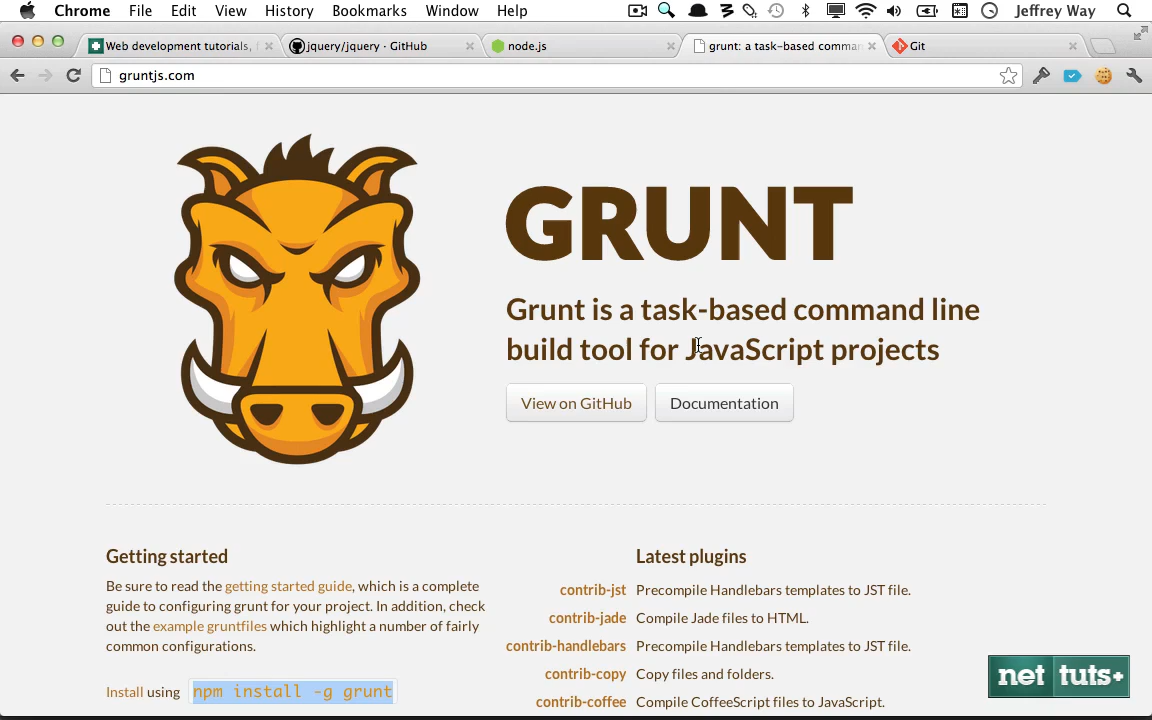 Chrome File Edit View History Bookmarks Window Help Jeffrey Way
Web development tutorials, f
jquery/jquery · GitHub
node.js
grunt: a task-based comman
Git
gruntjs.com
GRUNT
Grunt is a task-based command line
build tool for JavaScript projects
View on GitHub
Documentation
Getting started
Be sure to read the getting started guide, which is a complete
guide to configuring grunt for your project. In addition, check
out the example gruntfiles which highlight a number of fairly
common configurations.
Install using npm install -g grunt
Latest plugins
contrib-jst Precompile Handlebars templates to JST file.
contrib-jade Compile Jade files to HTML.
contrib-handlebars Precompile Handlebars templates to JST file.
contrib-copy Copy files and folders.
contrib-coffee Compile CoffeeScript files to JavaScript.
net tuts+